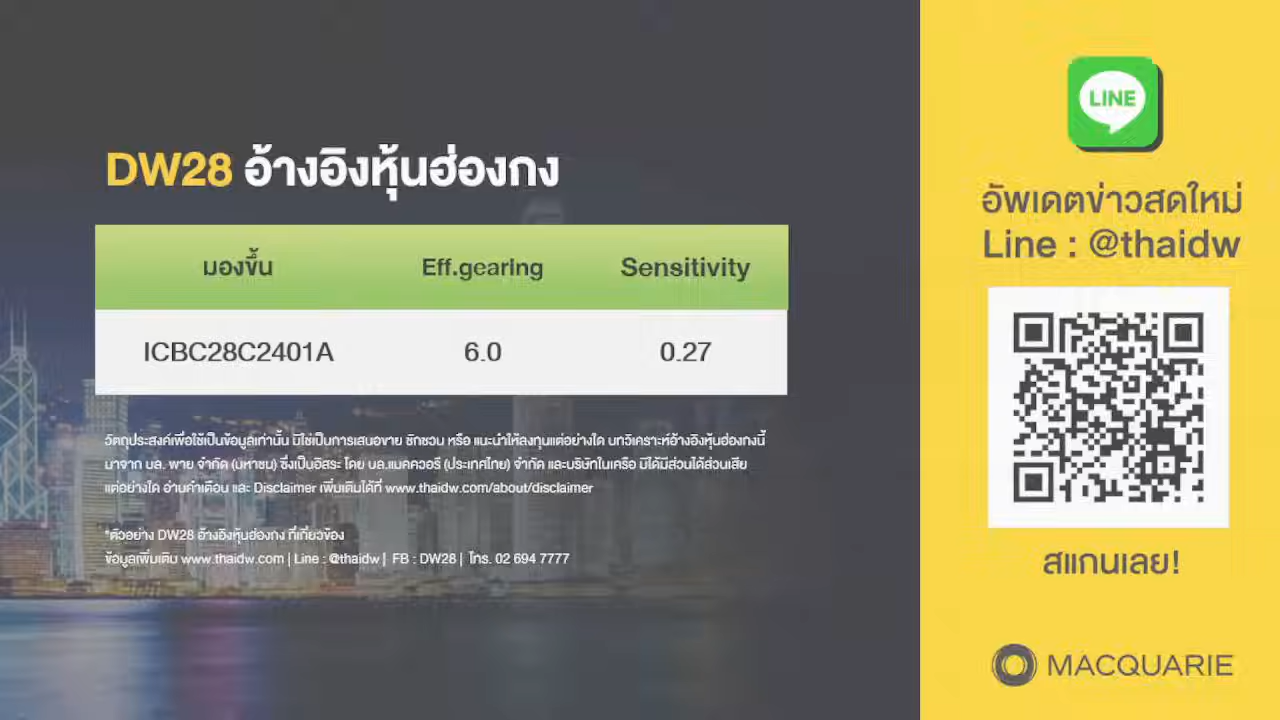 DW28 อ้างอิงหุ้นฮ่องกง
มองขึ้น Eff.gearing Sensitivity
ICBC28C2401A 6.0 0.27
วัตถุประสงค์เพื่อใช้เป็นข้อมูลเท่านั้น มิใช่เป็นการเสนอขาย ชักชวน หรือ แนะนำให้ลงทุนแต่อย่างใด บทวิเคราะห์อ้างอิงหุ้นฮ่องกงนี้
มาจาก บล. พาย จำกัด (มหาชน) ซึ่งเป็นอิสระ โดย บล.แมคควอรี (ประเทศไทย) จำกัด และบริษัทในเครือ มิได้มีส่วนได้ส่วนเสีย
แต่อย่างใด อ่านคำเตือน และ Disclaimer เพิ่มเติมได้ที่ www.thaidw.com/about/disclaimer
*ตัวอย่าง DW28 อ้างอิงหุ้นฮ่องกง ที่เกี่ยวข้อง
ข้อมูลเพิ่มเติม www.thaidw.com | Line : @thaidw | FB : DW28 | โทร. 02 694 7777
LINE
อัพเดตข่าวสดใหม่
Line : @thaidw
สแกนเลย!
MACQUARIE